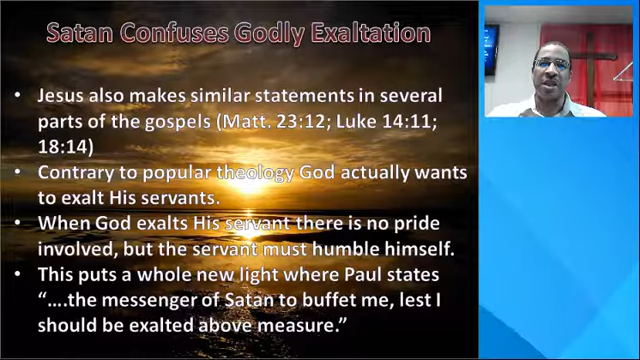 Satan Confuses Godly Exaltation
• Jesus also makes similar statements in several
parts of the gospels (Matt. 23:12; Luke 14:11;
18:14)
• Contrary to popular theology God actually wants
to exalt His servants.
• When God exalts His servant there is no pride
involved, but the servant must humble himself.
• This puts a whole new light where Paul states
“….the messenger of Satan to buffet me, lest I
should be exalted above measure.”